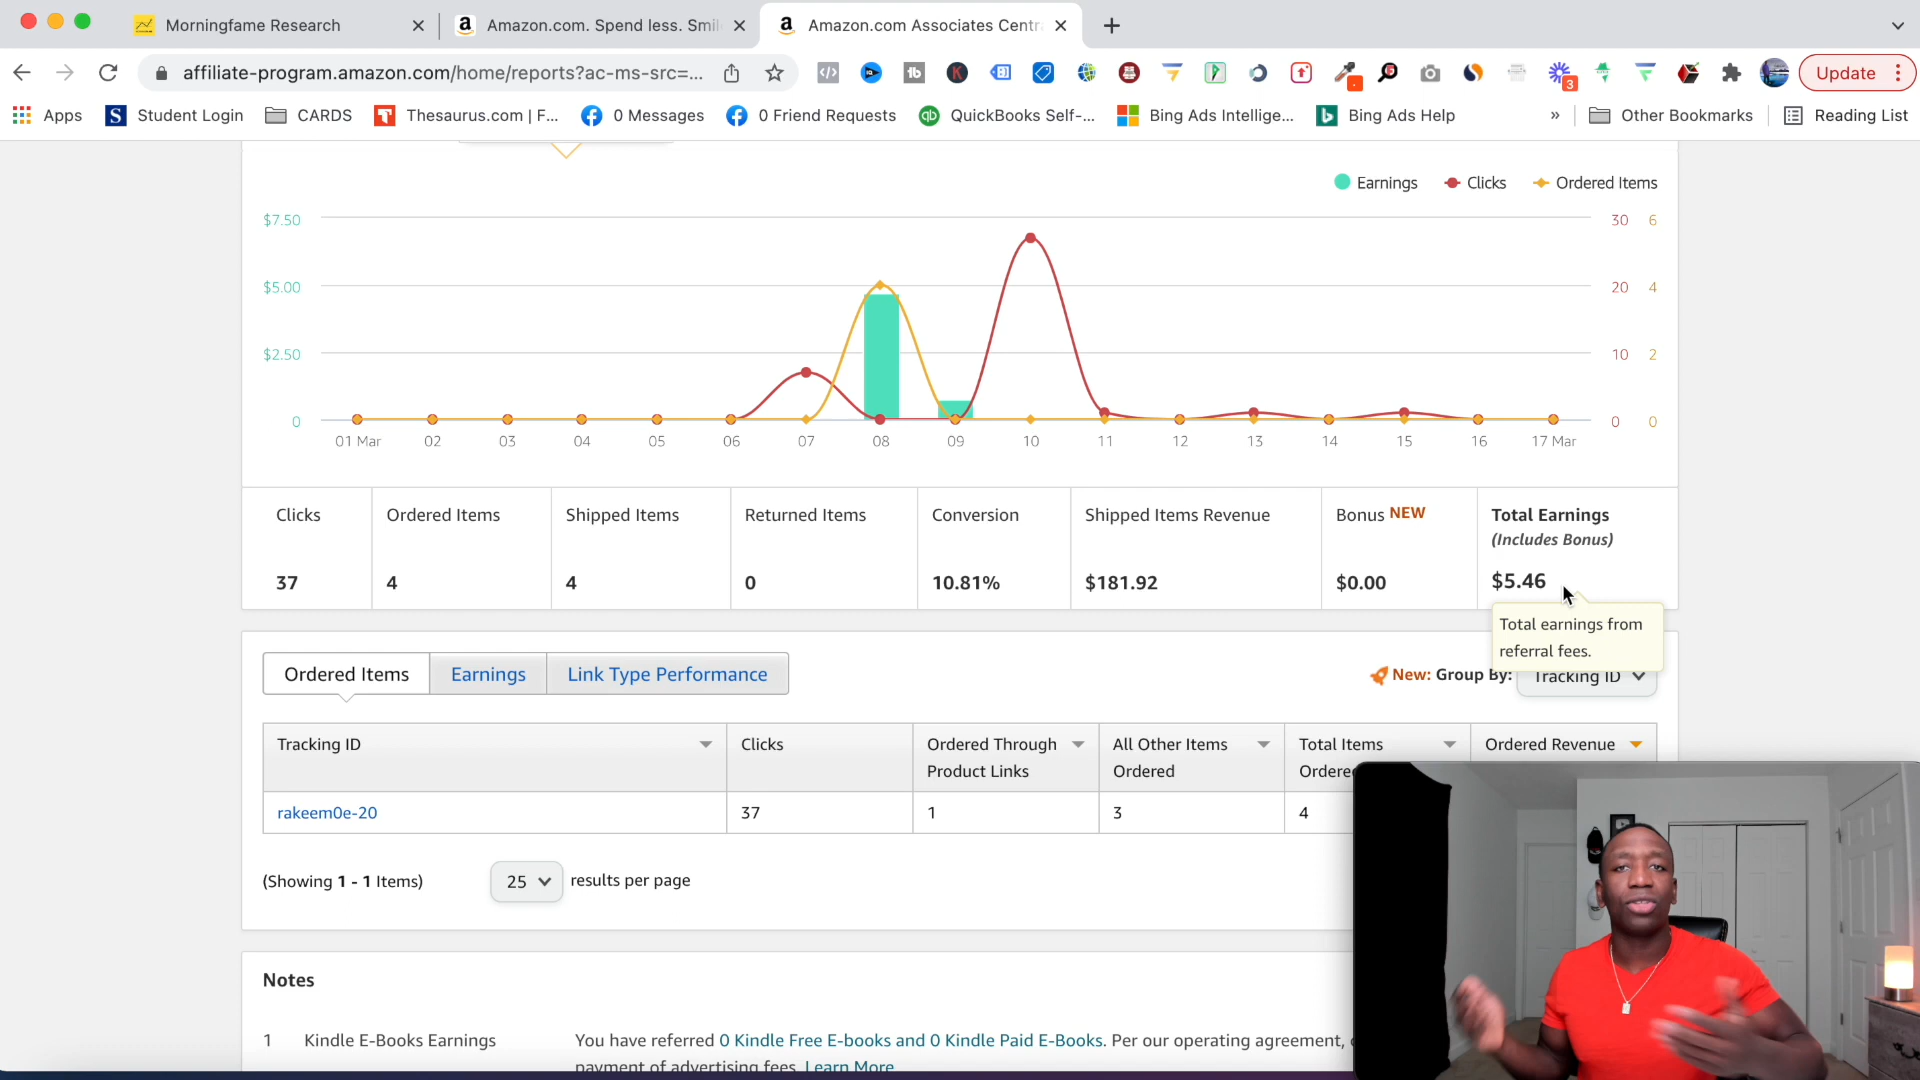 Morningfame Research
Amazon.com. Spend less. Smil
Amazon.com Associates Centr
affiliate-program.amazon.com/home/reports?ac-ms-src=...
Update
Apps
Student Login
CARDS
Thesaurus.com | F...
0 Messages
0 Friend Requests
QuickBooks Self-...
Bing Ads Intellige...
Bing Ads Help
»
Other Bookmarks
Reading List
Earnings Clicks Ordered Items
$7.50 30 6
$5.00 20 4
$2.50 10 2
0 0 0
01 Mar 02 03 04 05 06 07 08 09 10 11 12 13 14 15 16 17 Mar
Clicks Ordered Items Shipped Items Returned Items Conversion Shipped Items Revenue Bonus NEW Total Earnings
(Includes Bonus)
37 4 4 0 10.81% $181.92 $0.00 $5.46
Total earnings from
referral fees.
Ordered Items Earnings Link Type Performance
New: Group By: Tracking ID
Tracking ID Clicks Ordered Through Product Links All Other Items Ordered Total Items Ordere Ordered Revenue
rakeem0e-20 37 1 3 4
(Showing 1 - 1 Items) 25 results per page
Notes
1 Kindle E-Books Earnings You have referred 0 Kindle Free E-books and 0 Kindle Paid E-Books. Per our operating agreement,
payment of advertising fees. Learn More